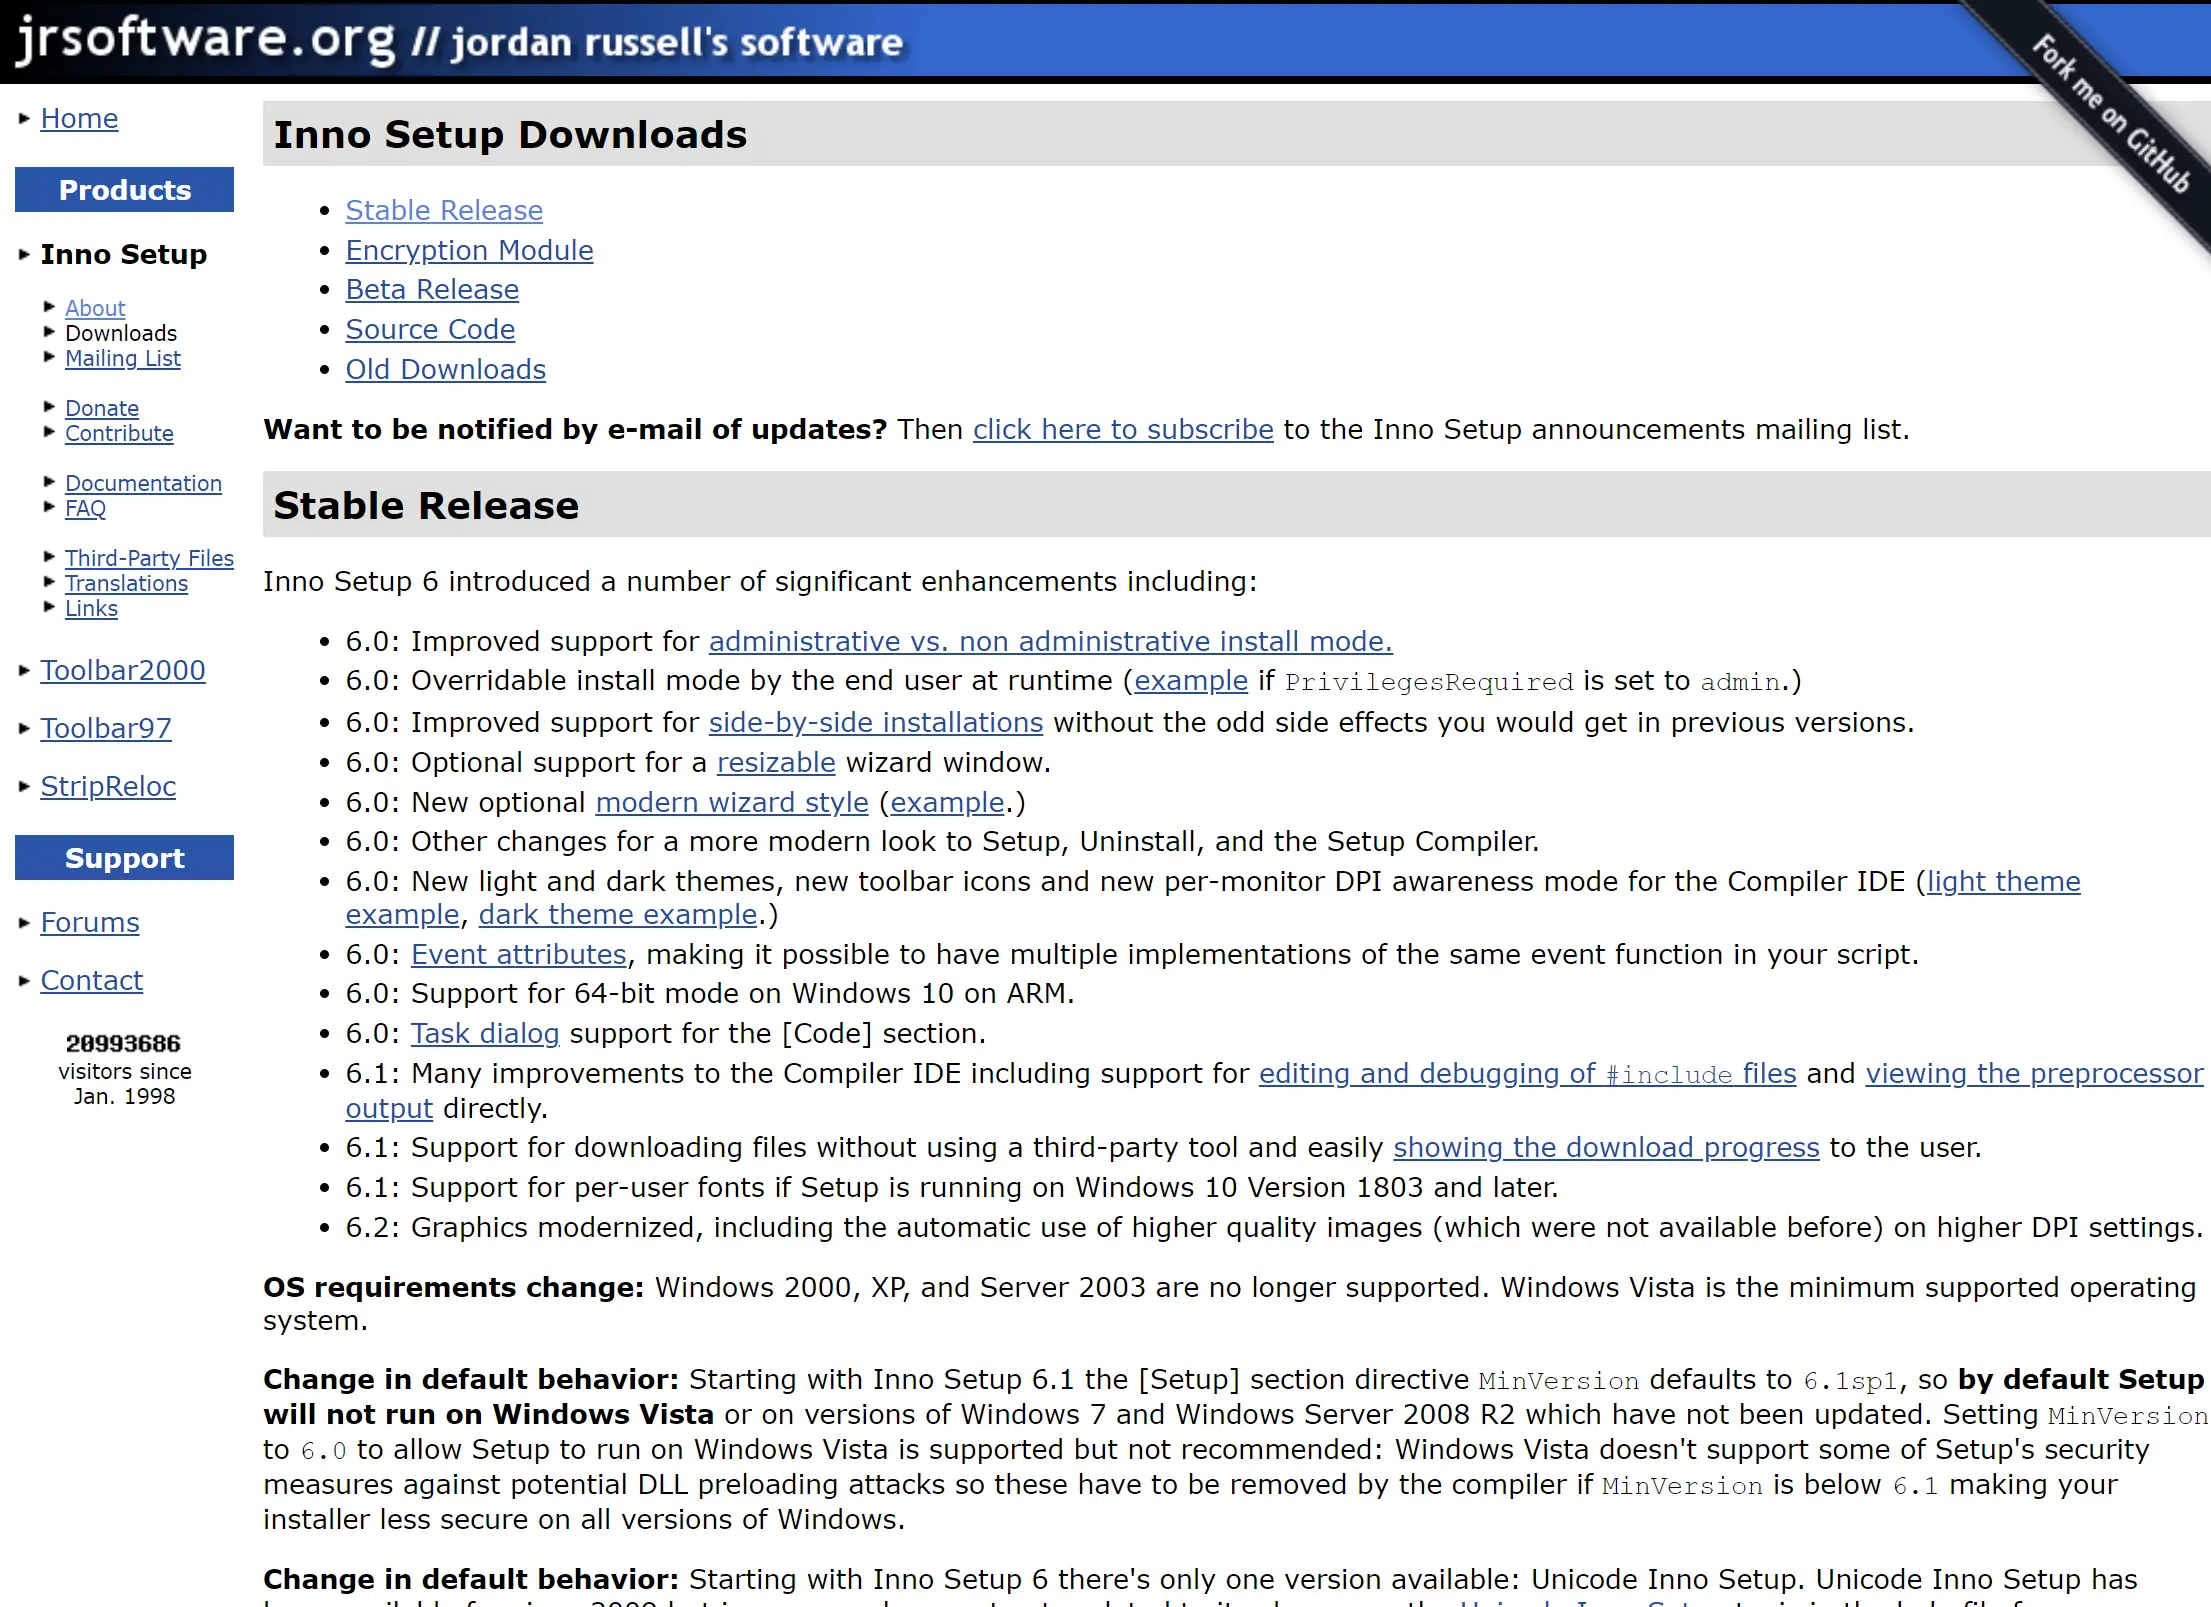 jrsoftware.org // jordan russell's software
Fork me on GitHub
Home
Products
Inno Setup
About
Downloads
Mailing List
Donate
Contribute
Documentation
FAQ
Third-Party Files
Translations
Links
Toolbar2000
Toolbar97
StripReloc
Support
Forums
Contact
20993686
visitors since
Jan. 1998
Inno Setup Downloads
Stable Release
Encryption Module
Beta Release
Source Code
Old Downloads
Want to be notified by e-mail of updates? Then click here to subscribe to the Inno Setup announcements mailing list.
Stable Release
Inno Setup 6 introduced a number of significant enhancements including:
6.0: Improved support for administrative vs. non administrative install mode.
6.0: Overridable install mode by the end user at runtime (example if PrivilegesRequired is set to admin.)
6.0: Improved support for side-by-side installations without the odd side effects you would get in previous versions.
6.0: Optional support for a resizable wizard window.
6.0: New optional modern wizard style (example.)
6.0: Other changes for a more modern look to Setup, Uninstall, and the Setup Compiler.
6.0: New light and dark themes, new toolbar icons and new per-monitor DPI awareness mode for the Compiler IDE (light theme
example, dark theme example.)
6.0: Event attributes, making it possible to have multiple implementations of the same event function in your script.
6.0: Support for 64-bit mode on Windows 10 on ARM.
6.0: Task dialog support for the [Code] section.
6.1: Many improvements to the Compiler IDE including support for editing and debugging of #include files and viewing the preprocessor
output directly.
6.1: Support for downloading files without using a third-party tool and easily showing the download progress to the user.
6.1: Support for per-user fonts if Setup is running on Windows 10 Version 1803 and later.
6.2: Graphics modernized, including the automatic use of higher quality images (which were not available before) on higher DPI settings.
OS requirements change: Windows 2000, XP, and Server 2003 are no longer supported. Windows Vista is the minimum supported operating
system.
Change in default behavior: Starting with Inno Setup 6.1 the [Setup] section directive MinVersion defaults to 6.1sp1, so by default Setup
will not run on Windows Vista or on versions of Windows 7 and Windows Server 2008 R2 which have not been updated. Setting MinVersion
to 6.0 to allow Setup to run on Windows Vista is supported but not recommended: Windows Vista doesn't support some of Setup's security
measures against potential DLL preloading attacks so these have to be removed by the compiler if MinVersion is below 6.1 making your
installer less secure on all versions of Windows.
Change in default behavior: Starting with Inno Setup 6 there's only one version available: Unicode Inno Setup. Unicode Inno Setup has